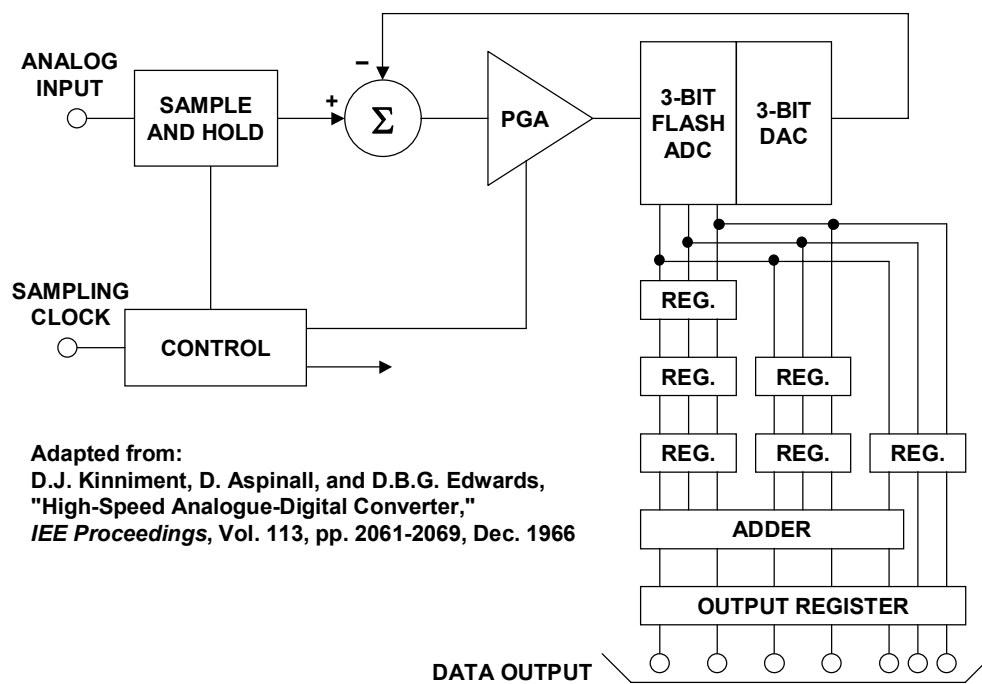 ANALOG
INPUT
SAMPLE
AND HOLD
+
−
Σ
PGA
3-BIT
FLASH
ADC
3-BIT
DAC
SAMPLING
CLOCK
CONTROL
REG.
REG.
REG.
REG.
REG.
REG.
Adapted from:
D.J. Kinniment, D. Aspinall, and D.B.G. Edwards,
"High-Speed Analogue-Digital Converter,"
IEE Proceedings, Vol. 113, pp. 2061-2069, Dec. 1966
ADDER
OUTPUT REGISTER
DATA OUTPUT